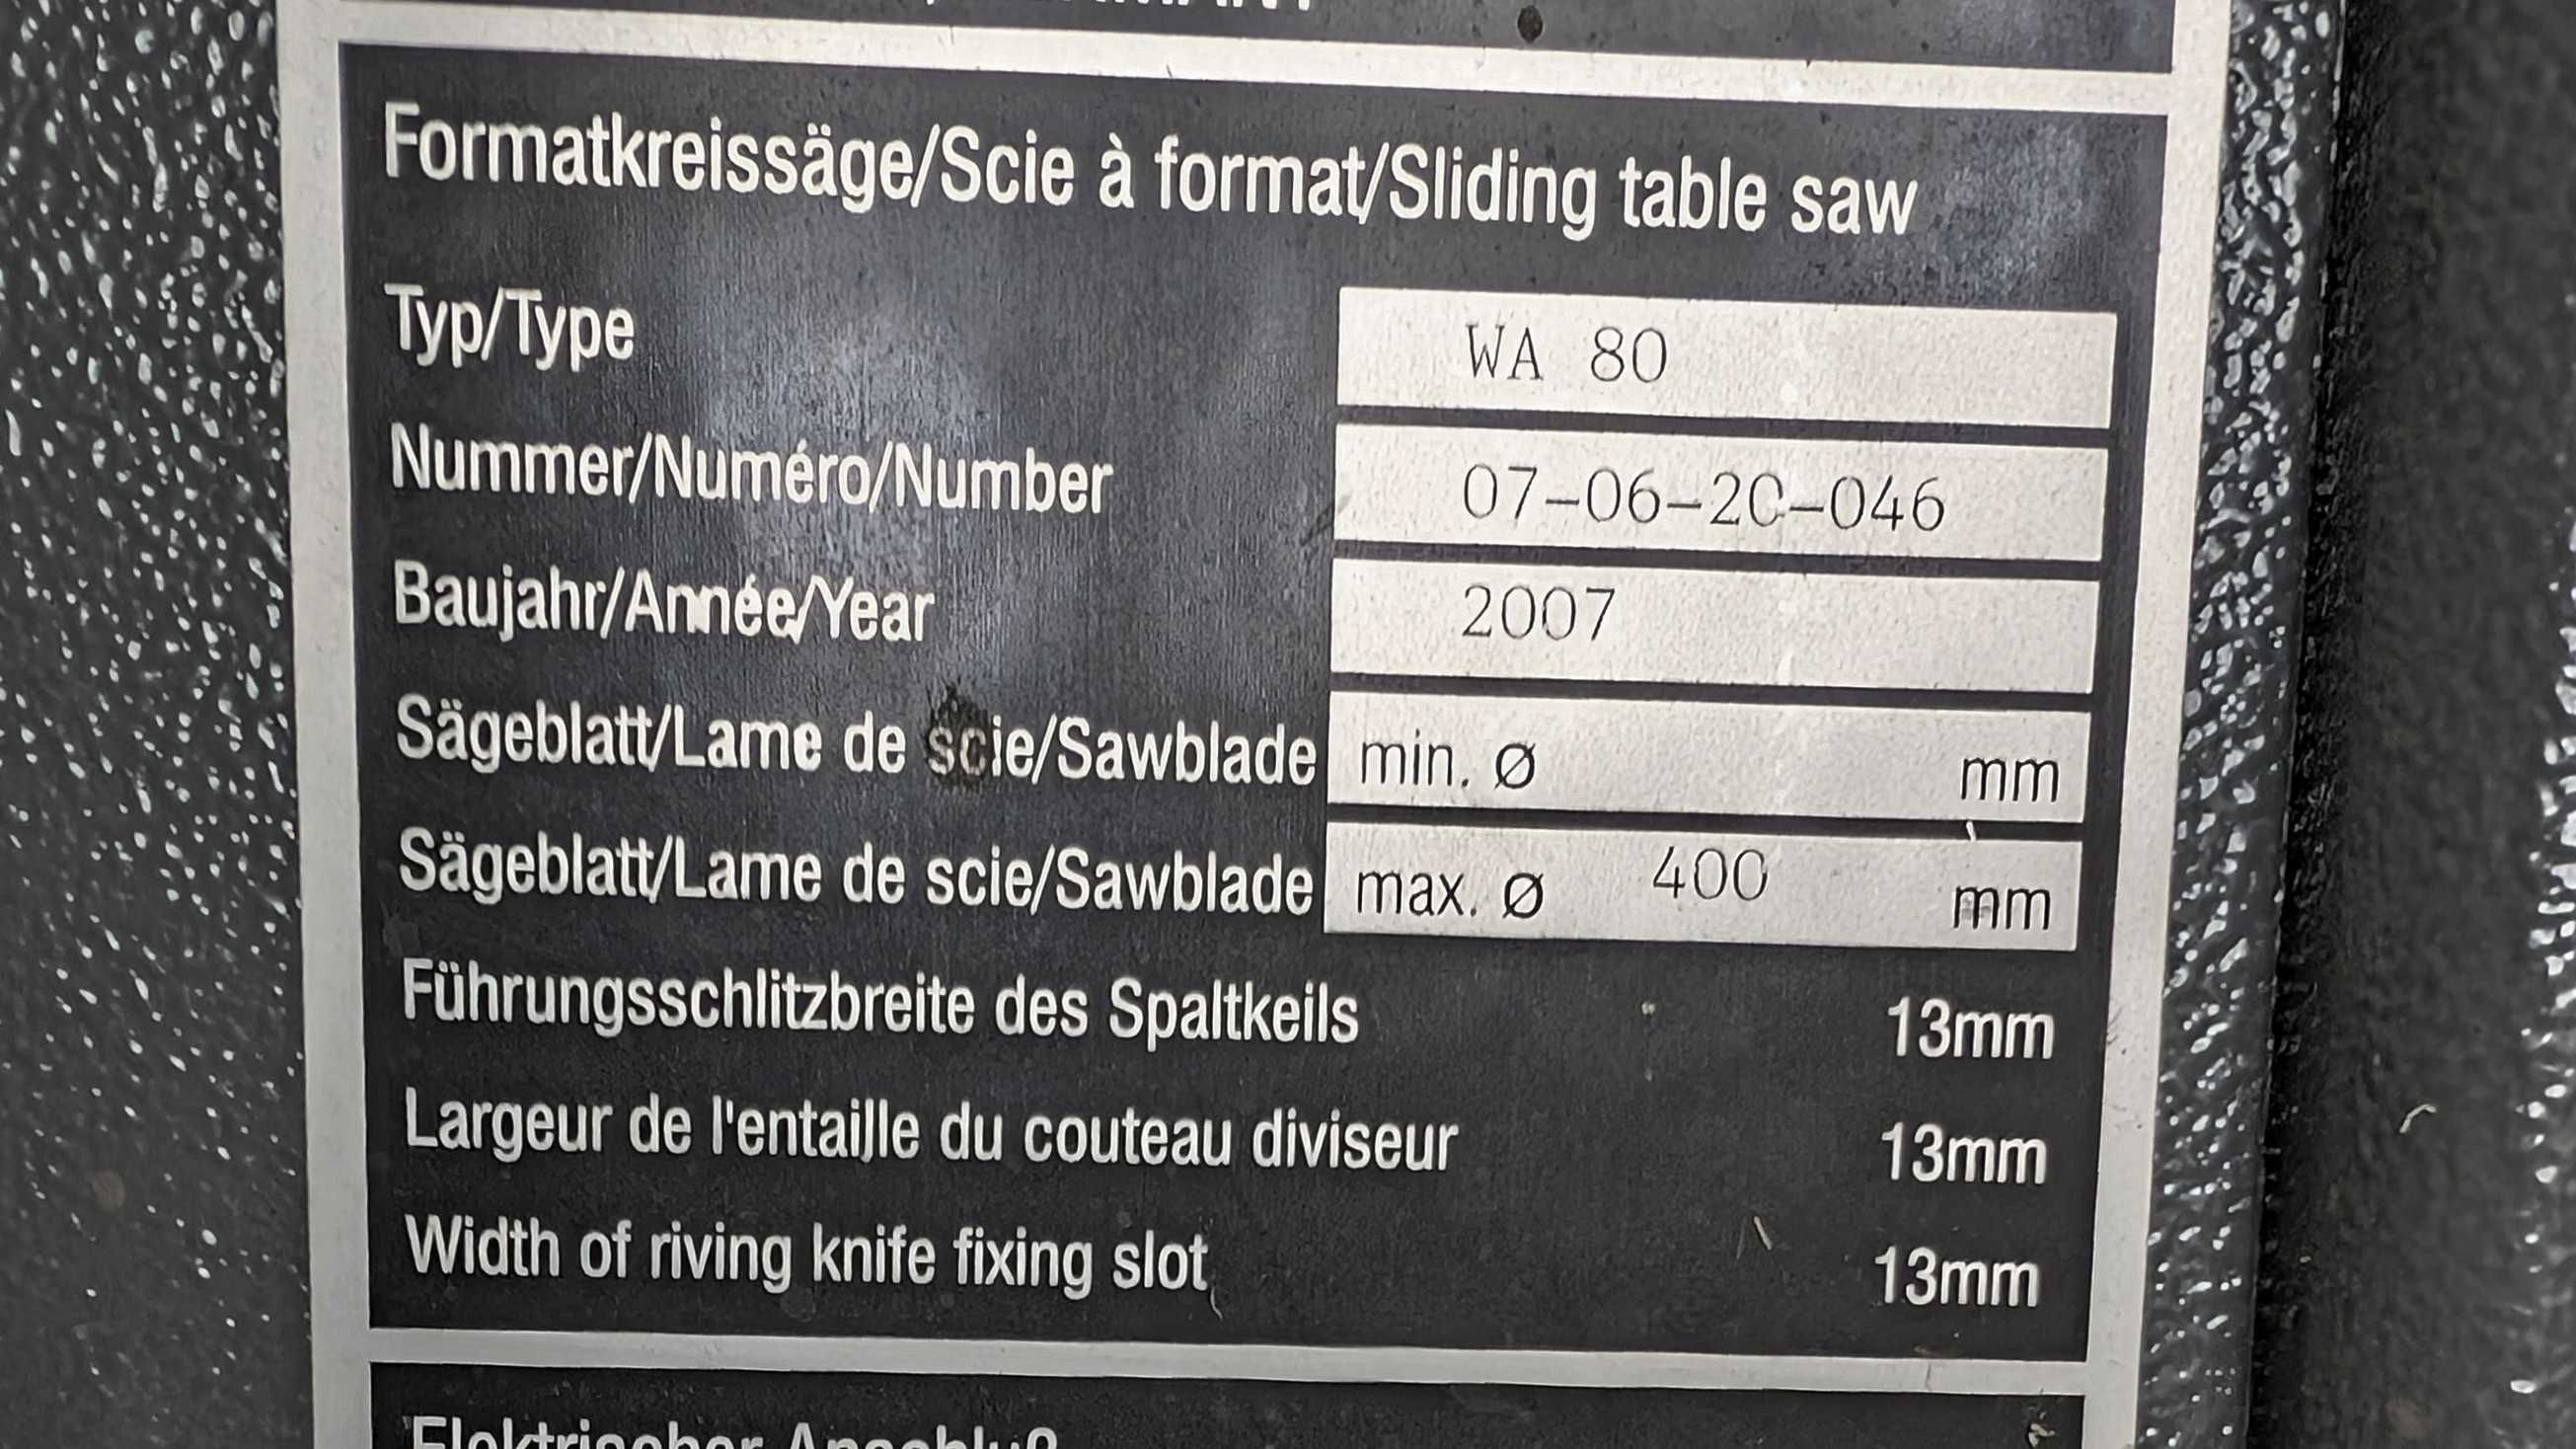 Formatkreissäge/Scie à format/Sliding table saw
Typ/Type WA 80
Nummer/Numéro/Number 07-06-20-046
Baujahr/Année/Year 2007
Sägeblatt/Lame de scie/Sawblade min. Ø mm
Sägeblatt/Lame de scie/Sawblade max. Ø 400 mm
Führungsschlitzbreite des Spaltkeils 13mm
Largeur de l'entaille du couteau diviseur 13mm
Width of riving knife fixing slot 13mm
Elektrischer Anschluß